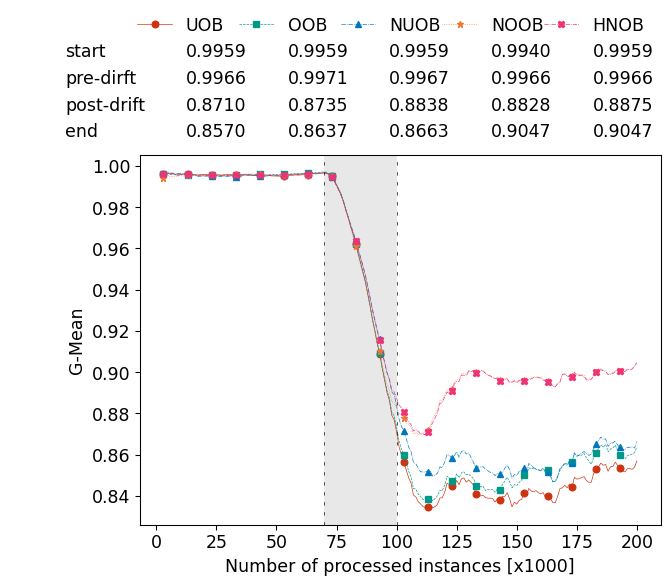 UOB OOB NUOB NOOB HNOB
start 0.9959 0.9959 0.9959 0.9940 0.9959
pre-dirft 0.9966 0.9971 0.9967 0.9966 0.9966
post-drift 0.8710 0.8735 0.8838 0.8828 0.8875
end 0.8570 0.8637 0.8663 0.9047 0.9047
1.00
0.98
0.96
0.94
0.92
0.90
0.88
0.86
0.84
G-Mean
0 25 50 75 100 125 150 175 200
Number of processed instances [x1000]